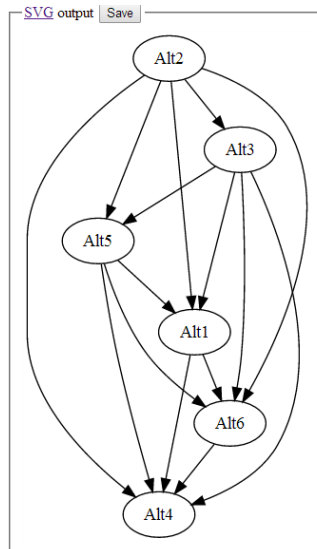 SVG output Save
Alt2
Alt3
Alt5
Alt1
Alt6
Alt4